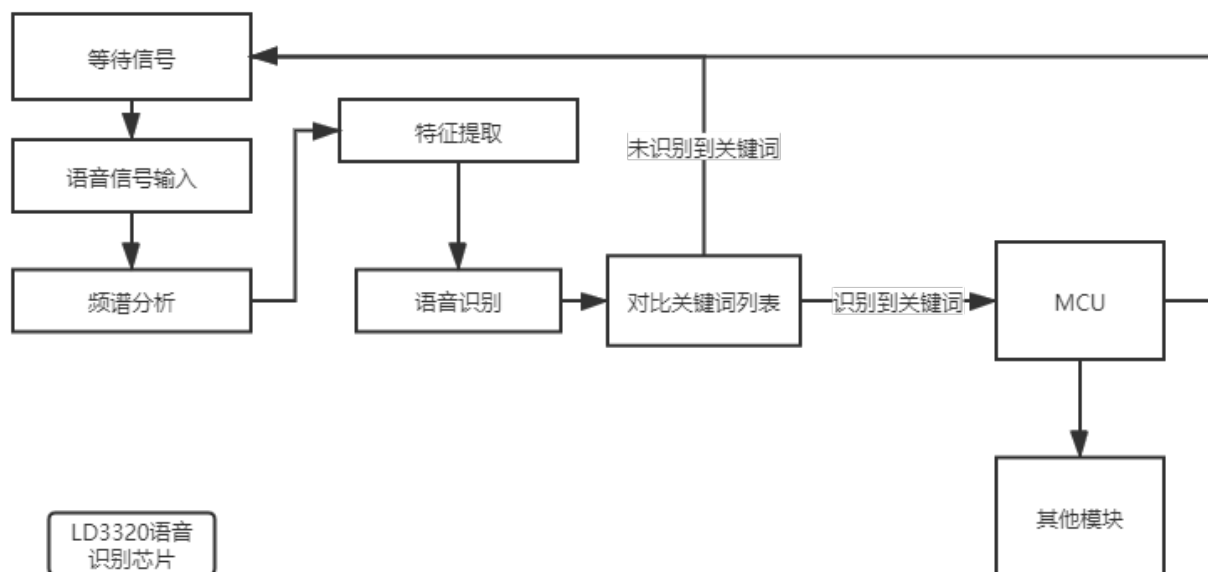 等待信号
语音信号输入
频谱分析
特征提取
语音识别
未识别到关键词
对比关键词列表
识别到关键词
MCU
其他模块
LD3320语音
识别芯片